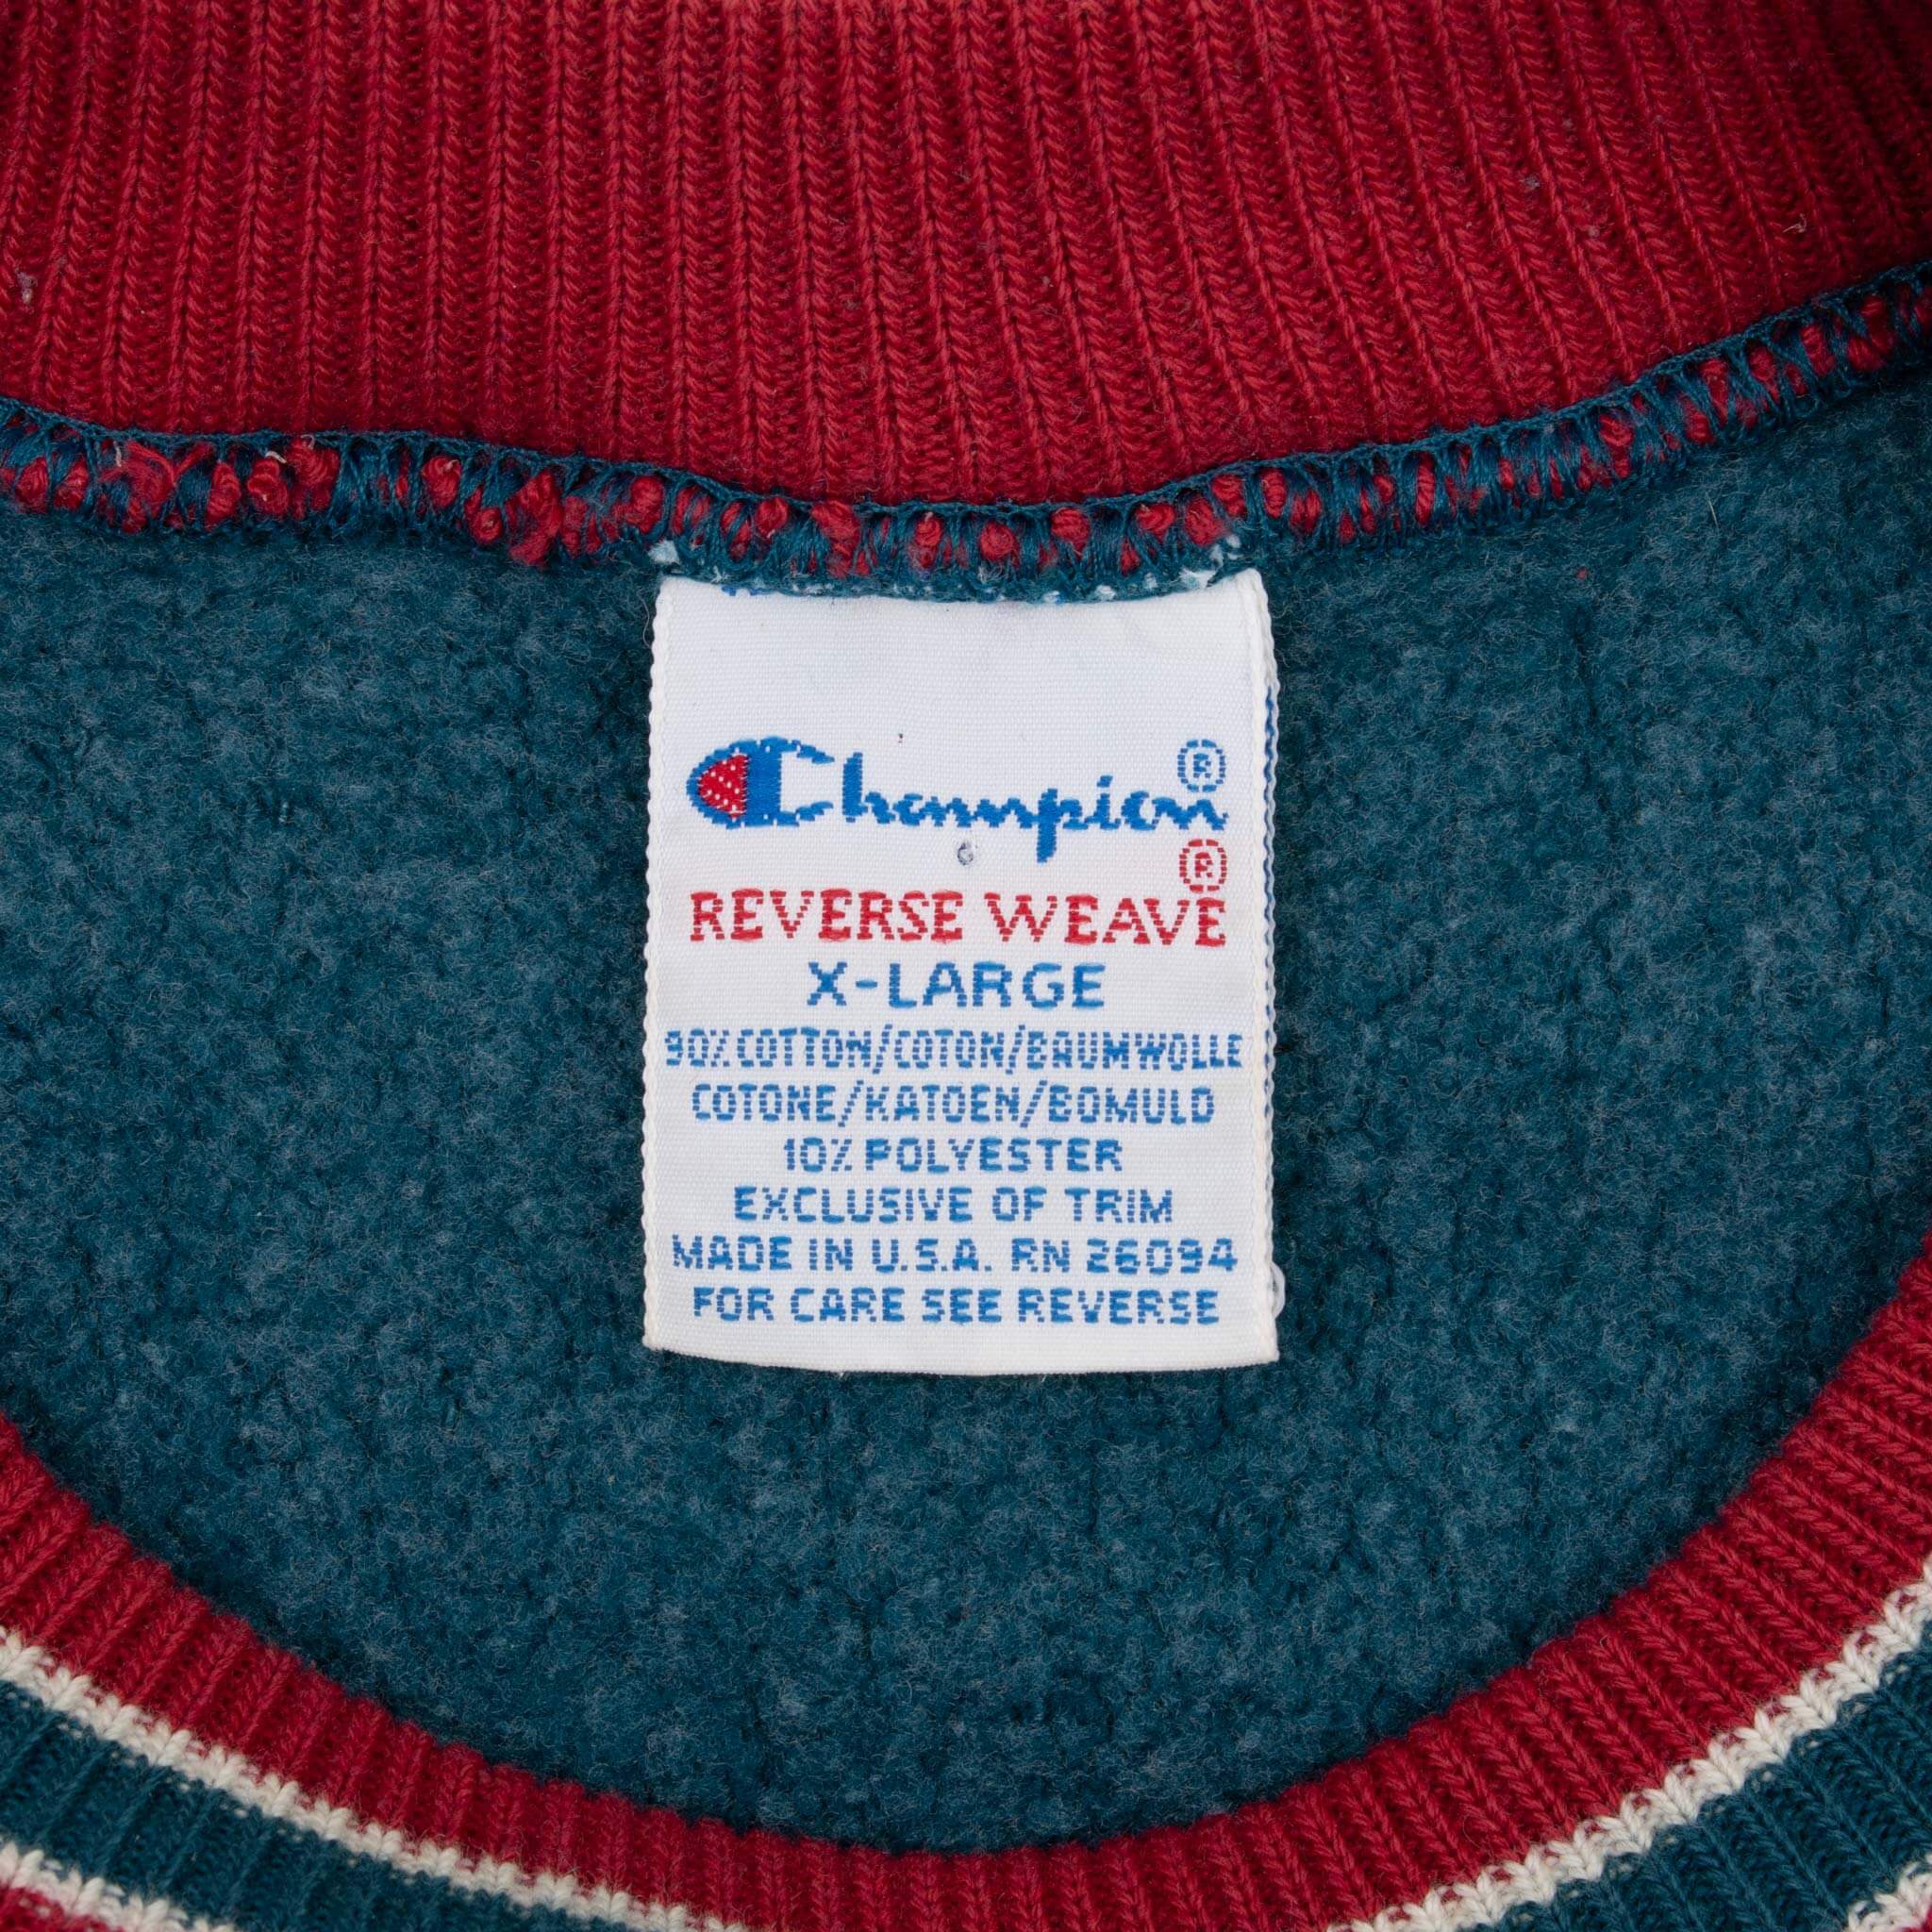 Champion®
G
REVERSE WEAVE®
X-LARGE
90% COTTON/COTON/BAUMWOLLE
COTONE/KATOEN/BOMULD
10% POLYESTER
EXCLUSIVE OF TRIM
MADE IN U.S.A. RN 26094
FOR CARE SEE REVERSE